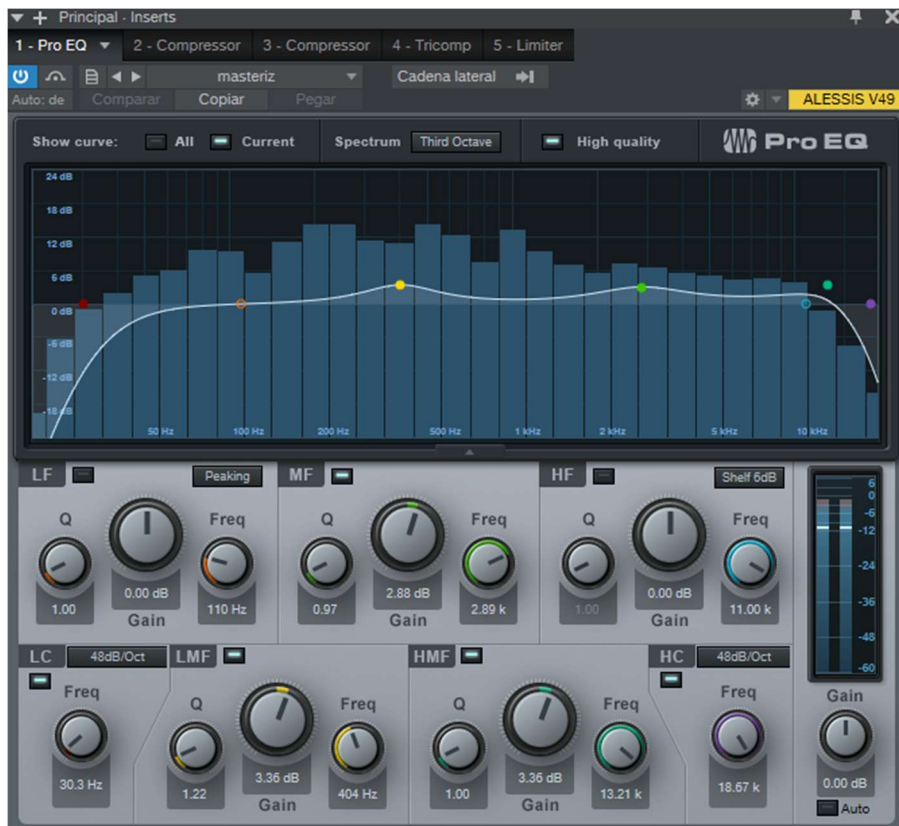 Principal - Inserts
1 - Pro EQ 2 - Compressor 3 - Compressor 4 - Tricomp 5 - Limiter
masteriz Cadena lateral
Auto: de Comparar Copiar Pegar ALESSIS V49
Show curve: All Current Spectrum Third Octave High quality Pro EQ
24 dB
18 dB
12 dB
6 dB
0 dB
-6 dB
-12 dB
-18 dB
50 Hz 100 Hz 200 Hz 500 Hz 1 kHz 2 kHz 5 kHz 10 kHz
LF Peaking MF HF Shelf 6dB
Q Freq Q Freq Q Freq
1.00 0.00 dB 110 Hz 0.97 2.88 dB 2.89 k 1.00 0.00 dB 11.00 k
Gain Gain Gain
6
0
-6
-12
-24
-36
-48
-60
LC 48dB/Oct LMF HMF HC 48dB/Oct
Freq Q Freq Q Freq Freq Gain
30.3 Hz 1.22 3.36 dB 404 Hz 1.00 3.36 dB 13.21 k 18.67 k 0.00 dB
Gain Gain Auto